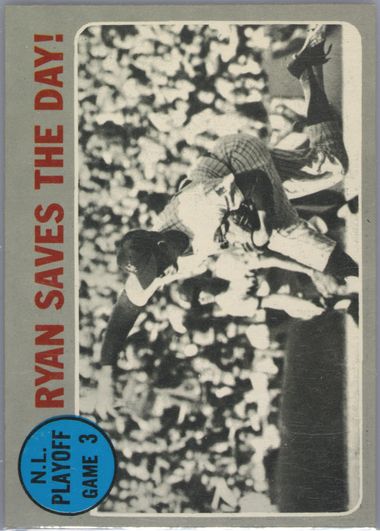 N.L.
PLAYOFF
GAME 3
RYAN SAVES THE DAY!